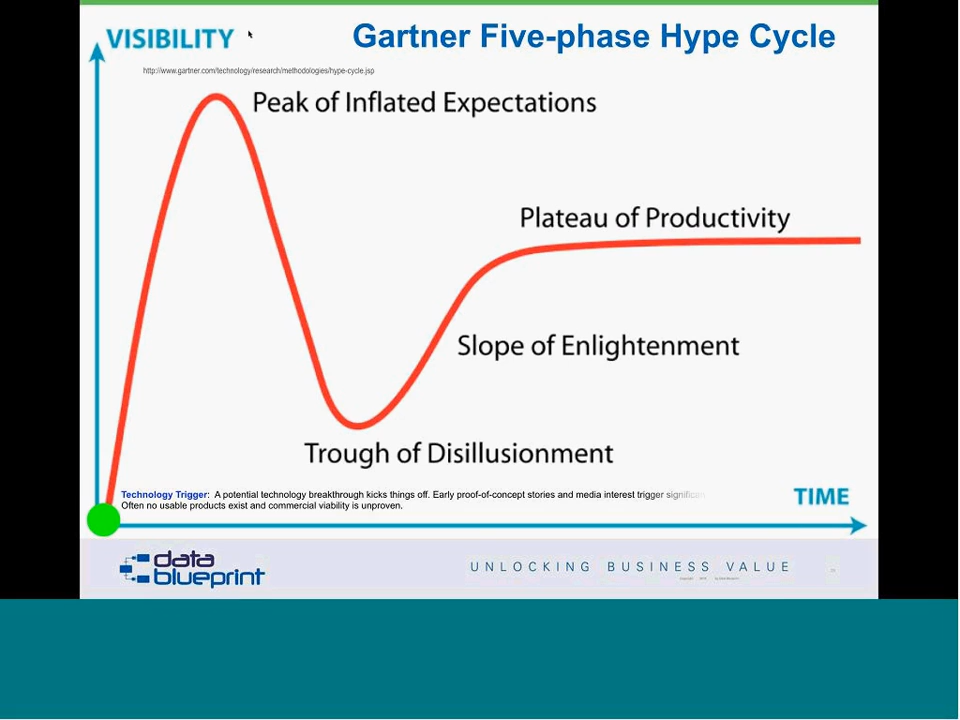 VISIBILITY
Gartner Five-phase Hype Cycle
http://www.gartner.com/technology/research/methodologies/hype-cycle.jsp
Peak of Inflated Expectations
Plateau of Productivity
Slope of Enlightenment
Trough of Disillusionment
Technology Trigger: A potential technology breakthrough kicks things off. Early proof-of-concept stories and media interest trigger
Often no usable products exist and commercial viability is unproven.
TIME
data
blueprint
UNLOCKING BUSINESS VALUE